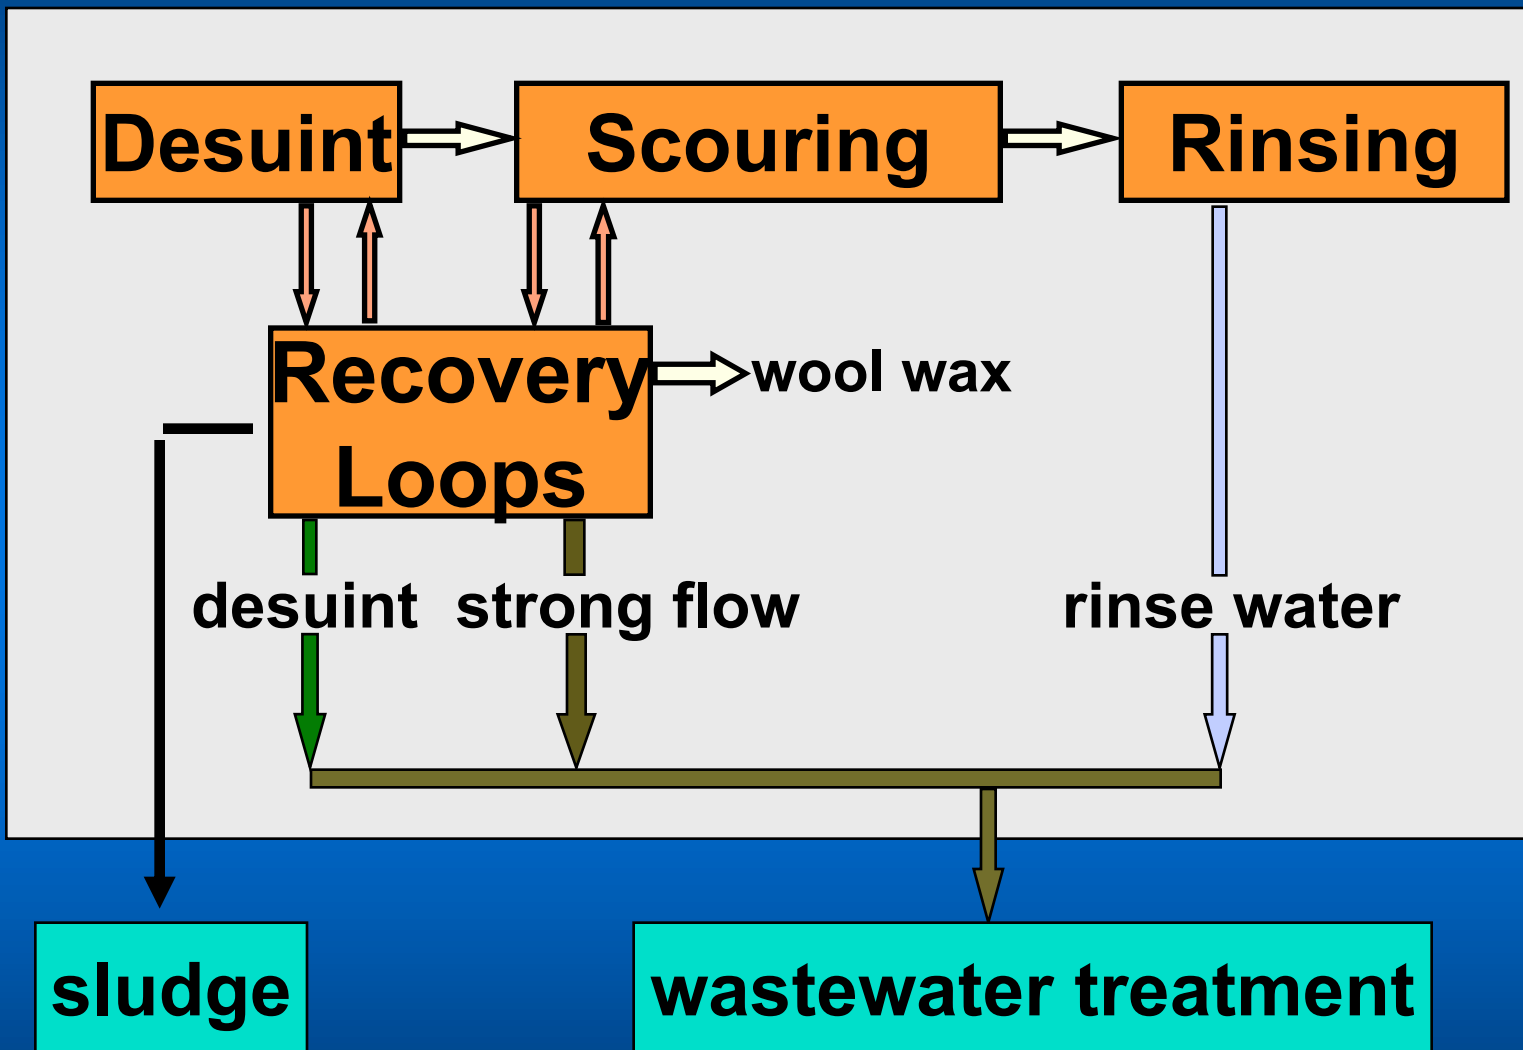 Desuint
Scouring
Rinsing
Recovery
Loops
wool wax
desuint
strong flow
rinse water
sludge
wastewater treatment